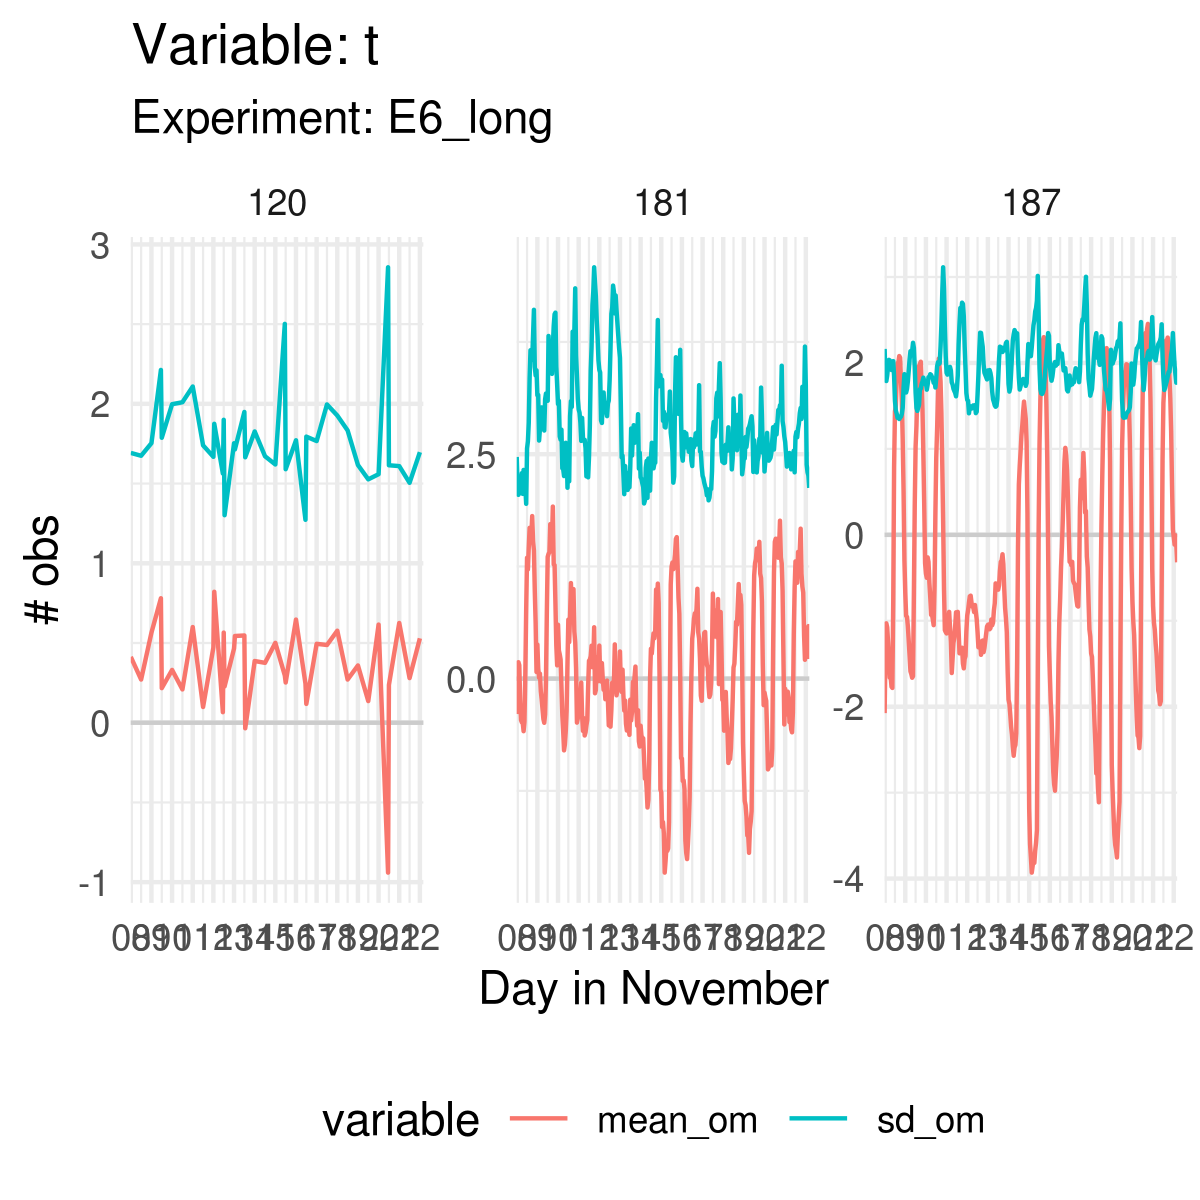 Variable: t
Experiment: E6_long
120 181 187
3
2
1
0
-1
2.5
0.0
2
0
-2
-4
# obs
Day in November
variable mean_om sd_om